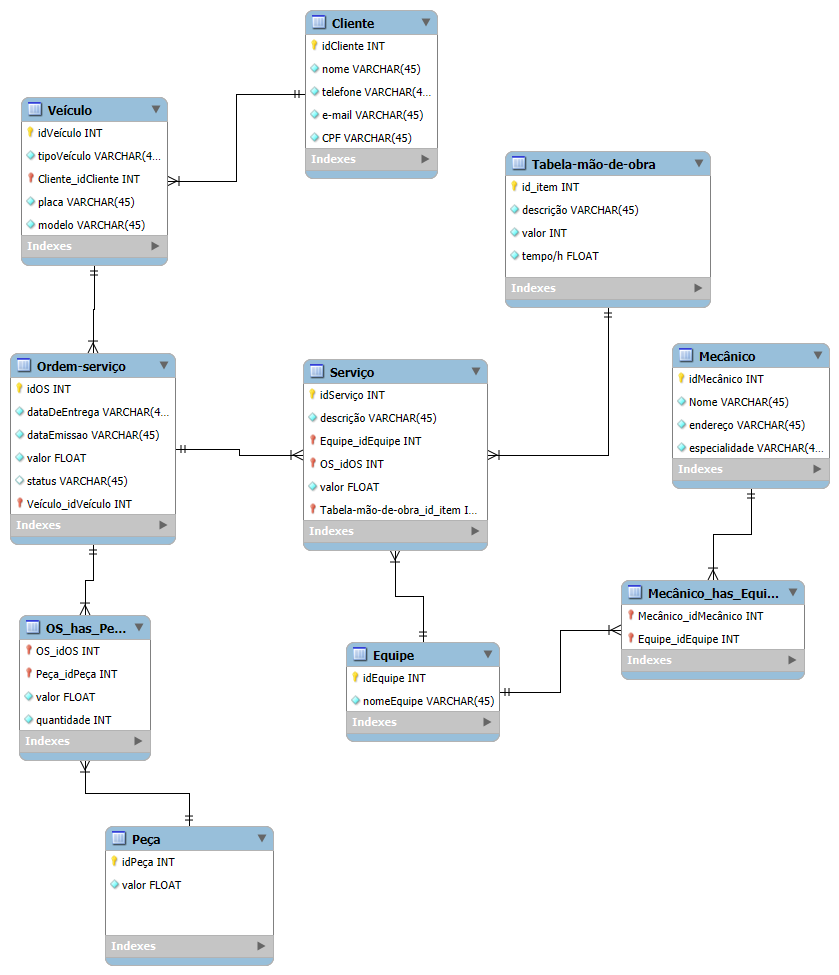 Cliente
idCliente INT
nome VARCHAR(45)
telefone VARCHAR(4...
e-mail VARCHAR(45)
CPF VARCHAR(45)
Indexes
Veículo
idVeículo INT
tipoVeículo VARCHAR(4...
Cliente_idCliente INT
placa VARCHAR(45)
modelo VARCHAR(45)
Indexes
Tabela-mão-de-obra
id_item INT
descrição VARCHAR(45)
valor INT
tempo/h FLOAT
Indexes
Ordem-serviço
idOS INT
dataDeEntrega VARCHAR(4...
dataEmissao VARCHAR(45)
valor FLOAT
status VARCHAR(45)
Veículo_idVeículo INT
Indexes
Serviço
idServiço INT
descrição VARCHAR(45)
Equipe_idEquipe INT
OS_idOS INT
valor FLOAT
Tabela-mão-de-obra_id_item I...
Indexes
Mecânico
idMecânico INT
Nome VARCHAR(45)
endereço VARCHAR(45)
especialidade VARCHAR(4...
Indexes
Mecânico_has_Equi...
Mecânico_idMecânico INT
Equipe_idEquipe INT
Indexes
OS_has_Pe...
OS_idOS INT
Peça_idPeça INT
valor FLOAT
quantidade INT
Indexes
Equipe
idEquipe INT
nomeEquipe VARCHAR(45)
Indexes
Peça
idPeça INT
valor FLOAT
Indexes